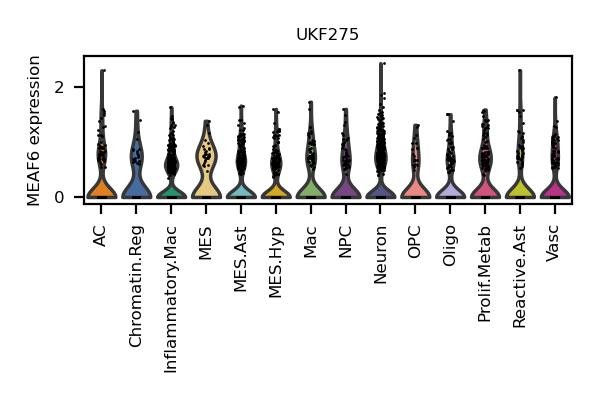 UKF275
MEAF6 expression
2
0
AC
Chromatin.Reg
Inflammatory.Mac
MES
MES.Ast
MES.Hyp
Mac
NPC
Neuron
OPC
Oligo
Prolif.Metab
Reactive.Ast
Vasc